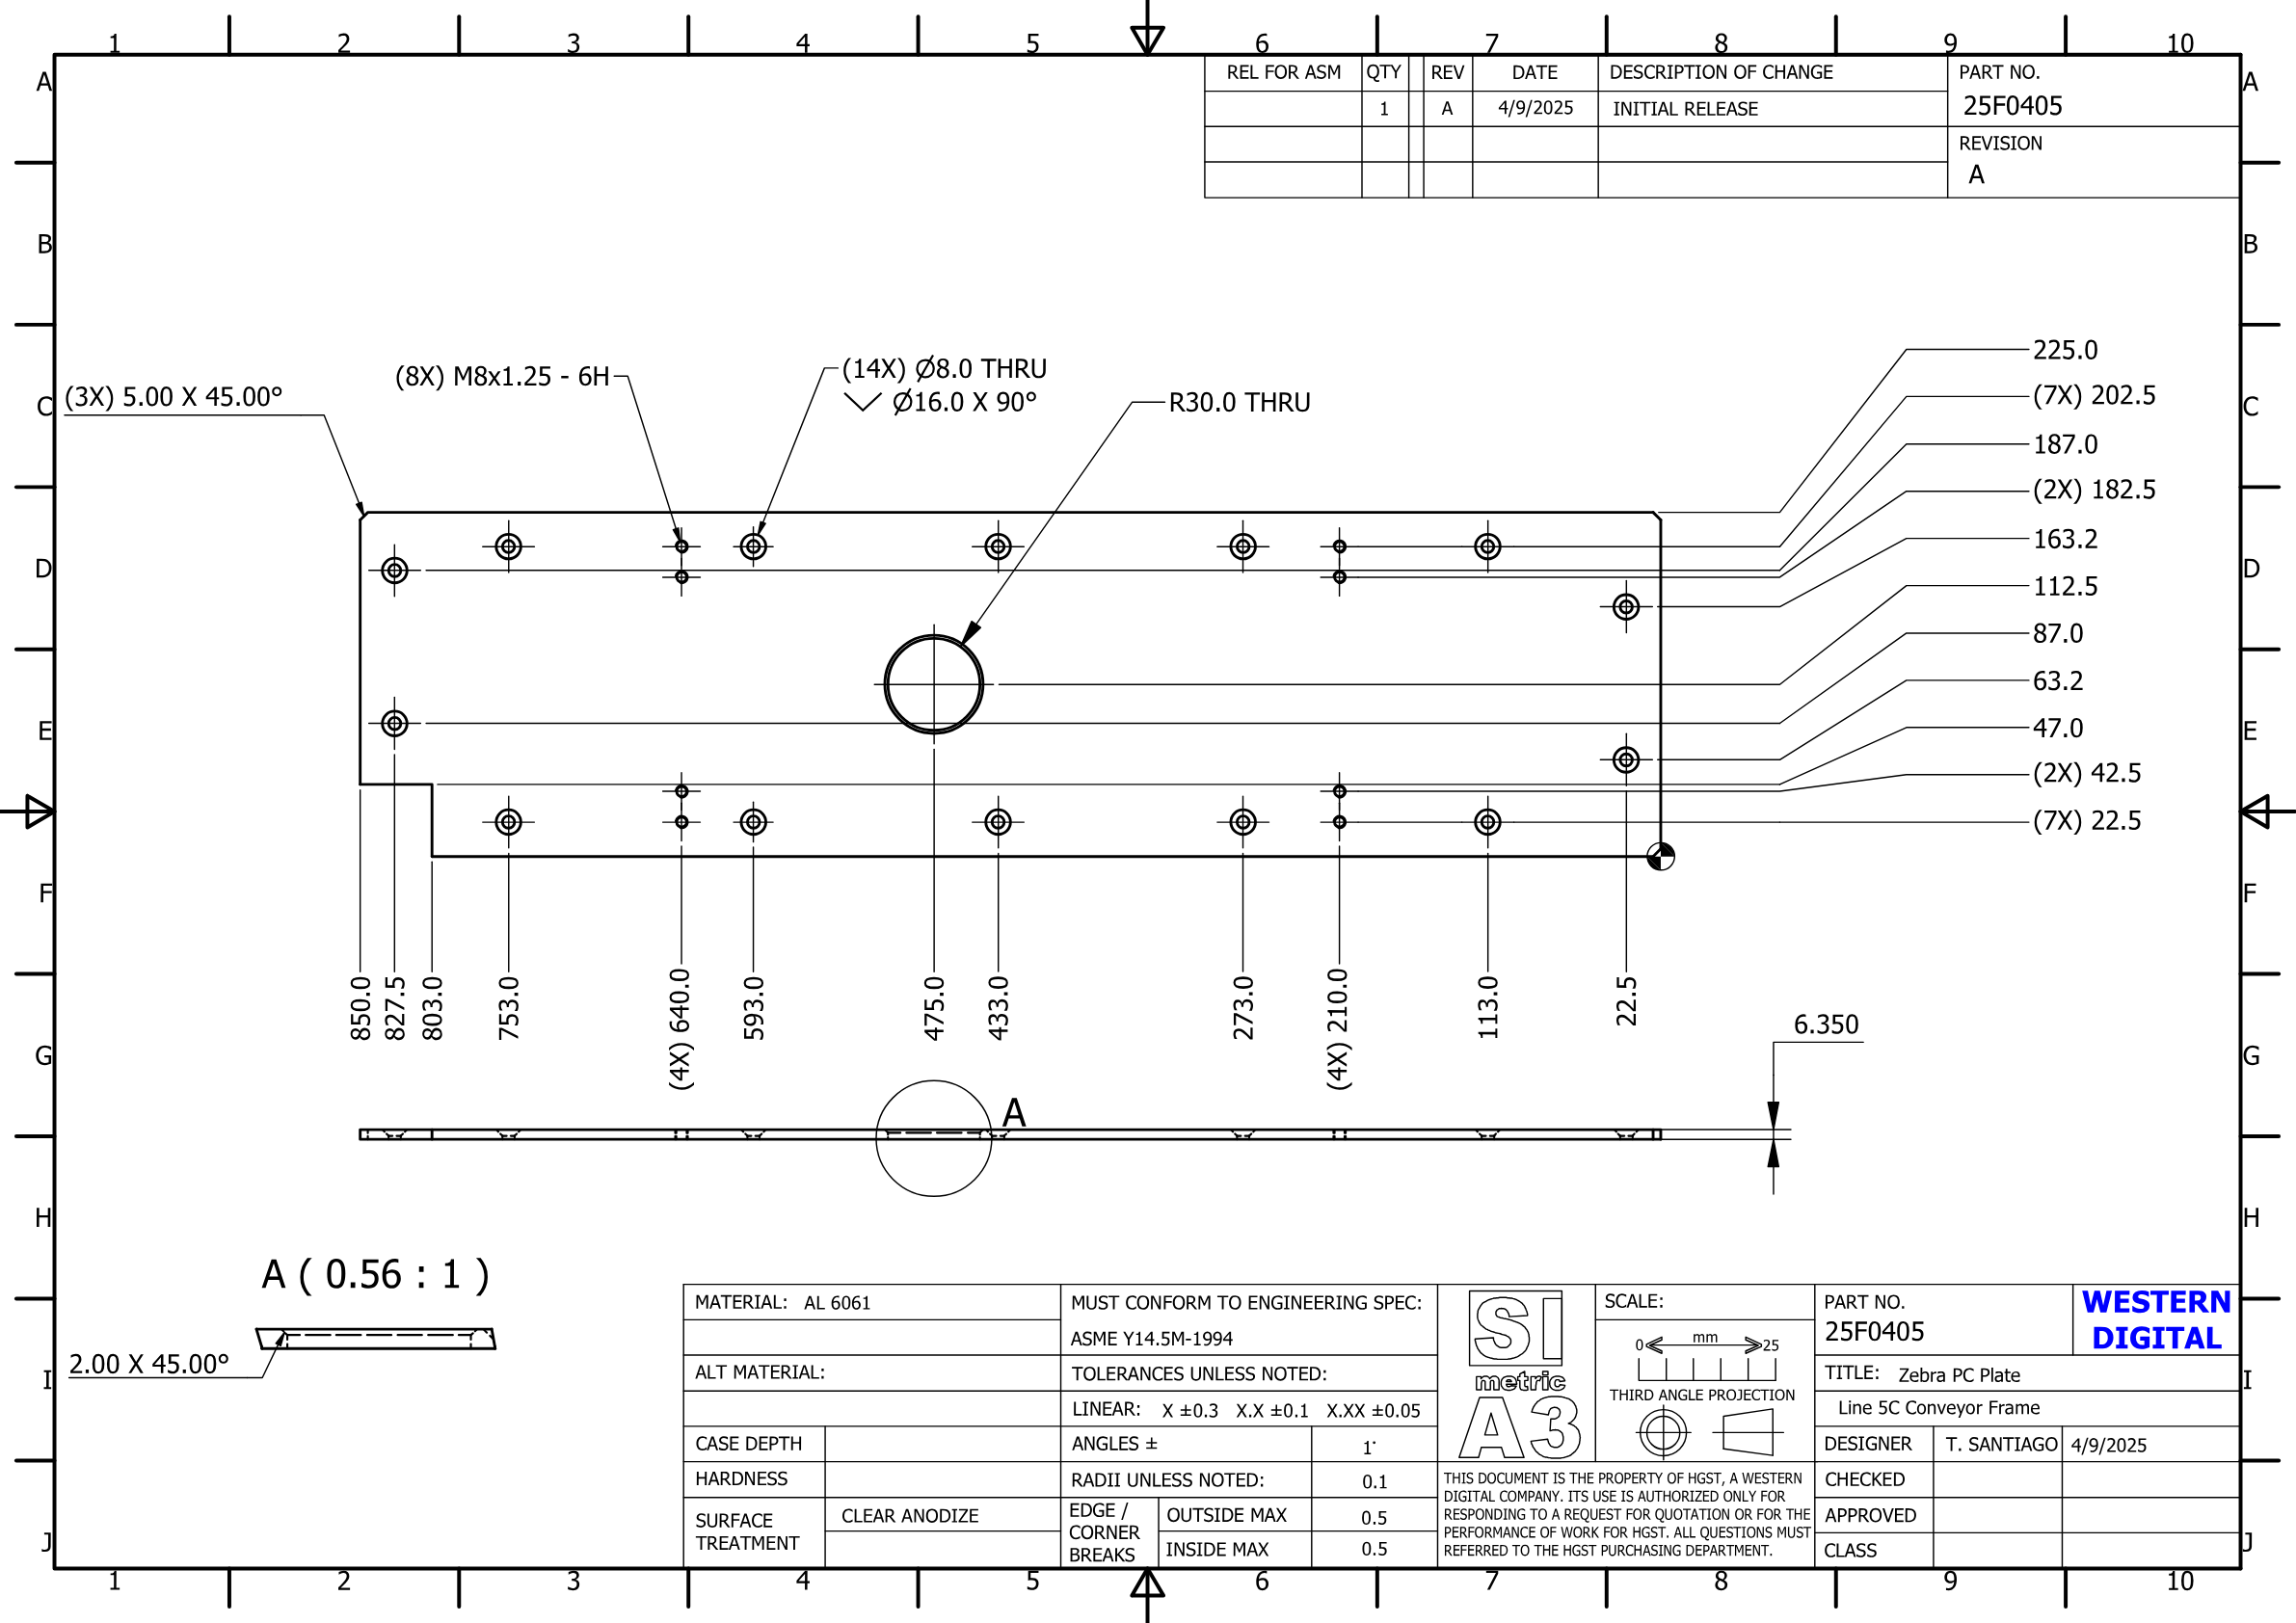 1 2 3 4 5 6 7 8 9 10
A A
B B
C C
D D
E E
F F
G G
H H
I I
J J
REL FOR ASM QTY REV DATE DESCRIPTION OF CHANGE PART NO.
1 A 4/9/2025 INITIAL RELEASE 25F0405
REVISION
A
(3X) 5.00 X 45.00°
(8X) M8x1.25 - 6H
(14X) Ø8.0 THRU
Ø16.0 X 90°
R30.0 THRU
225.0
(7X) 202.5
187.0
(2X) 182.5
163.2
112.5
87.0
63.2
47.0
(2X) 42.5
(7X) 22.5
850.0
827.5
803.0
753.0
(4X) 640.0
593.0
475.0
433.0
273.0
(4X) 210.0
113.0
22.5
6.350
A
A ( 0.56 : 1 )
2.00 X 45.00°
MATERIAL: AL 6061
ALT MATERIAL:
CASE DEPTH
HARDNESS
SURFACE
TREATMENT
CLEAR ANODIZE
MUST CONFORM TO ENGINEERING SPEC:
ASME Y14.5M-1994
TOLERANCES UNLESS NOTED:
LINEAR: X ±0.3 X.X ±0.1 X.XX ±0.05
ANGLES ± 1°
RADII UNLESS NOTED: 0.1
EDGE /
CORNER
BREAKS
OUTSIDE MAX 0.5
INSIDE MAX 0.5
SI
metric
A3
SCALE:
0 mm 25
THIRD ANGLE PROJECTION
THIS DOCUMENT IS THE PROPERTY OF HGST, A WESTERN
DIGITAL COMPANY. ITS USE IS AUTHORIZED ONLY FOR
RESPONDING TO A REQUEST FOR QUOTATION OR FOR THE
PERFORMANCE OF WORK FOR HGST. ALL QUESTIONS MUST
REFERRED TO THE HGST PURCHASING DEPARTMENT.
PART NO.
25F0405
WESTERN
DIGITAL
TITLE: Zebra PC Plate
Line 5C Conveyor Frame
DESIGNER T. SANTIAGO 4/9/2025
CHECKED
APPROVED
CLASS
1 2 3 4 5 6 7 8 9 10